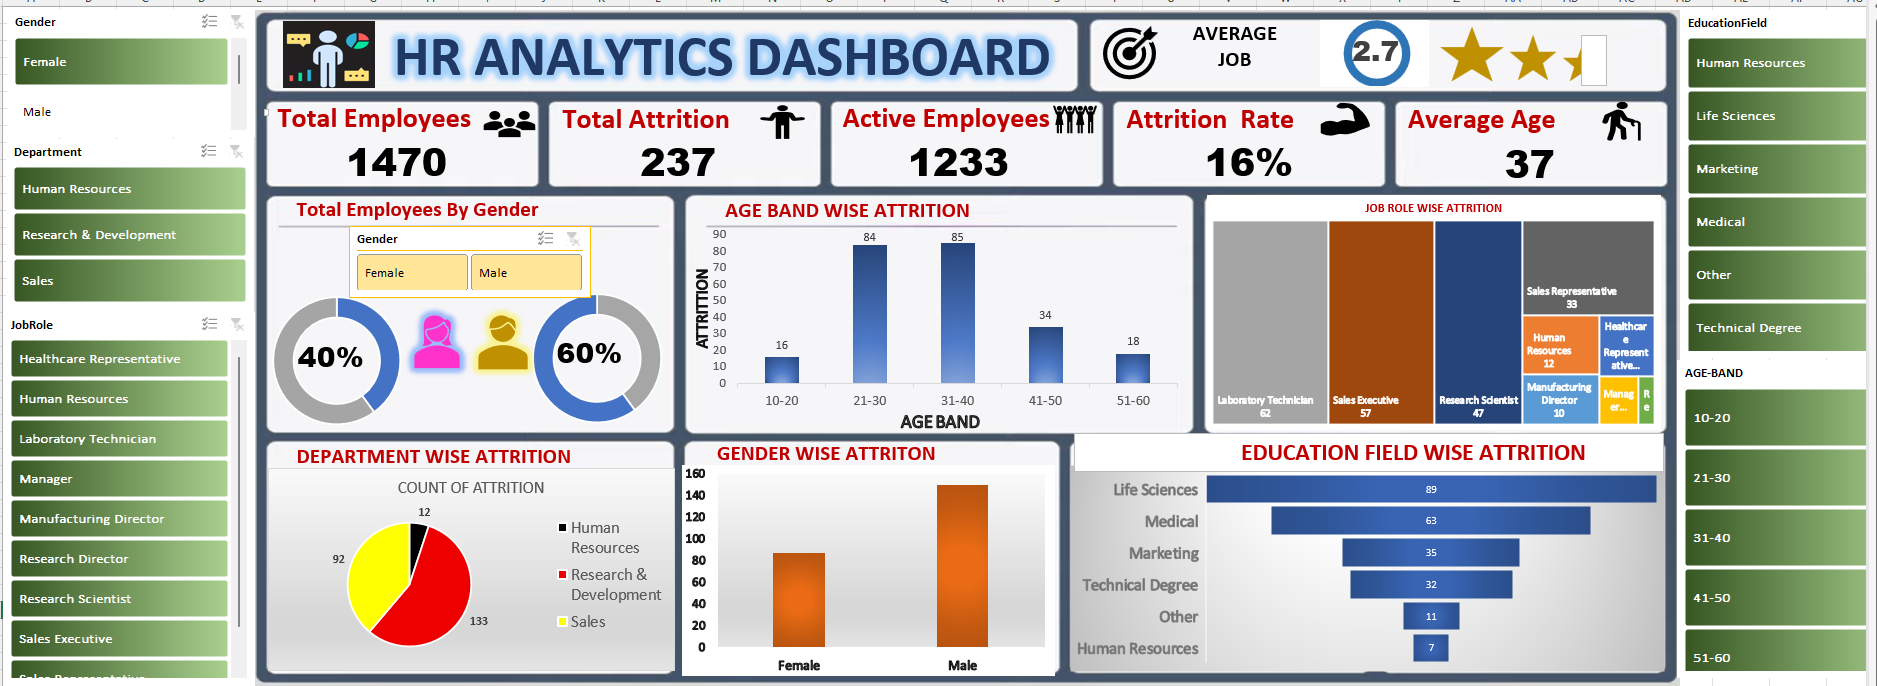 Gender
Female
Male
Department
Human Resources
Research & Development
Sales
JobRole
Healthcare Representative
Human Resources
Laboratory Technician
Manager
Manufacturing Director
Research Director
Research Scientist
Sales Executive
Sales Representative
HR ANALYTICS DASHBOARD
AVERAGE
JOB
2.7
Total Employees
1470
Total Attrition
237
Active Employees
1233
Attrition Rate
16%
Average Age
37
Total Employees By Gender
Gender
Female
Male
40%
60%
AGE BAND WISE ATTRITION
ATTRITITION
90
80
70
60
50
40
30
20
10
0
16
84
85
34
18
10-20
21-30
31-40
41-50
51-60
AGE BAND
JOB ROLE WISE ATTRITION
Laboratory Technician
62
Sales Executive
57
Research Scientist
47
Sales Representative
33
Human
Resources
12
Healthcar
e
Represent
ative...
Manufacturing
Director
10
Manag
er...
R
e
DEPARTMENT WISE ATTRITION
COUNT OF ATTRITION
12
92
133
Human
Resources
Research &
Development
Sales
GENDER WISE ATTRITON
160
140
120
100
80
60
40
20
0
Female
Male
EDUCATION FIELD WISE ATTRITION
Life Sciences
89
Medical
63
Marketing
35
Technical Degree
32
Other
11
Human Resources
7
EducationField
Human Resources
Life Sciences
Marketing
Medical
Other
Technical Degree
AGE-BAND
10-20
21-30
31-40
41-50
51-60